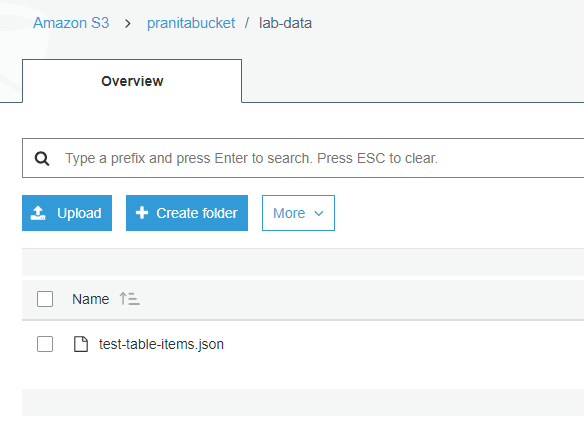 Amazon S3 > pranitabucket / lab-data
Overview
Type a prefix and press Enter to search. Press ESC to clear.
Upload + Create folder More
Name
test-table-items.json